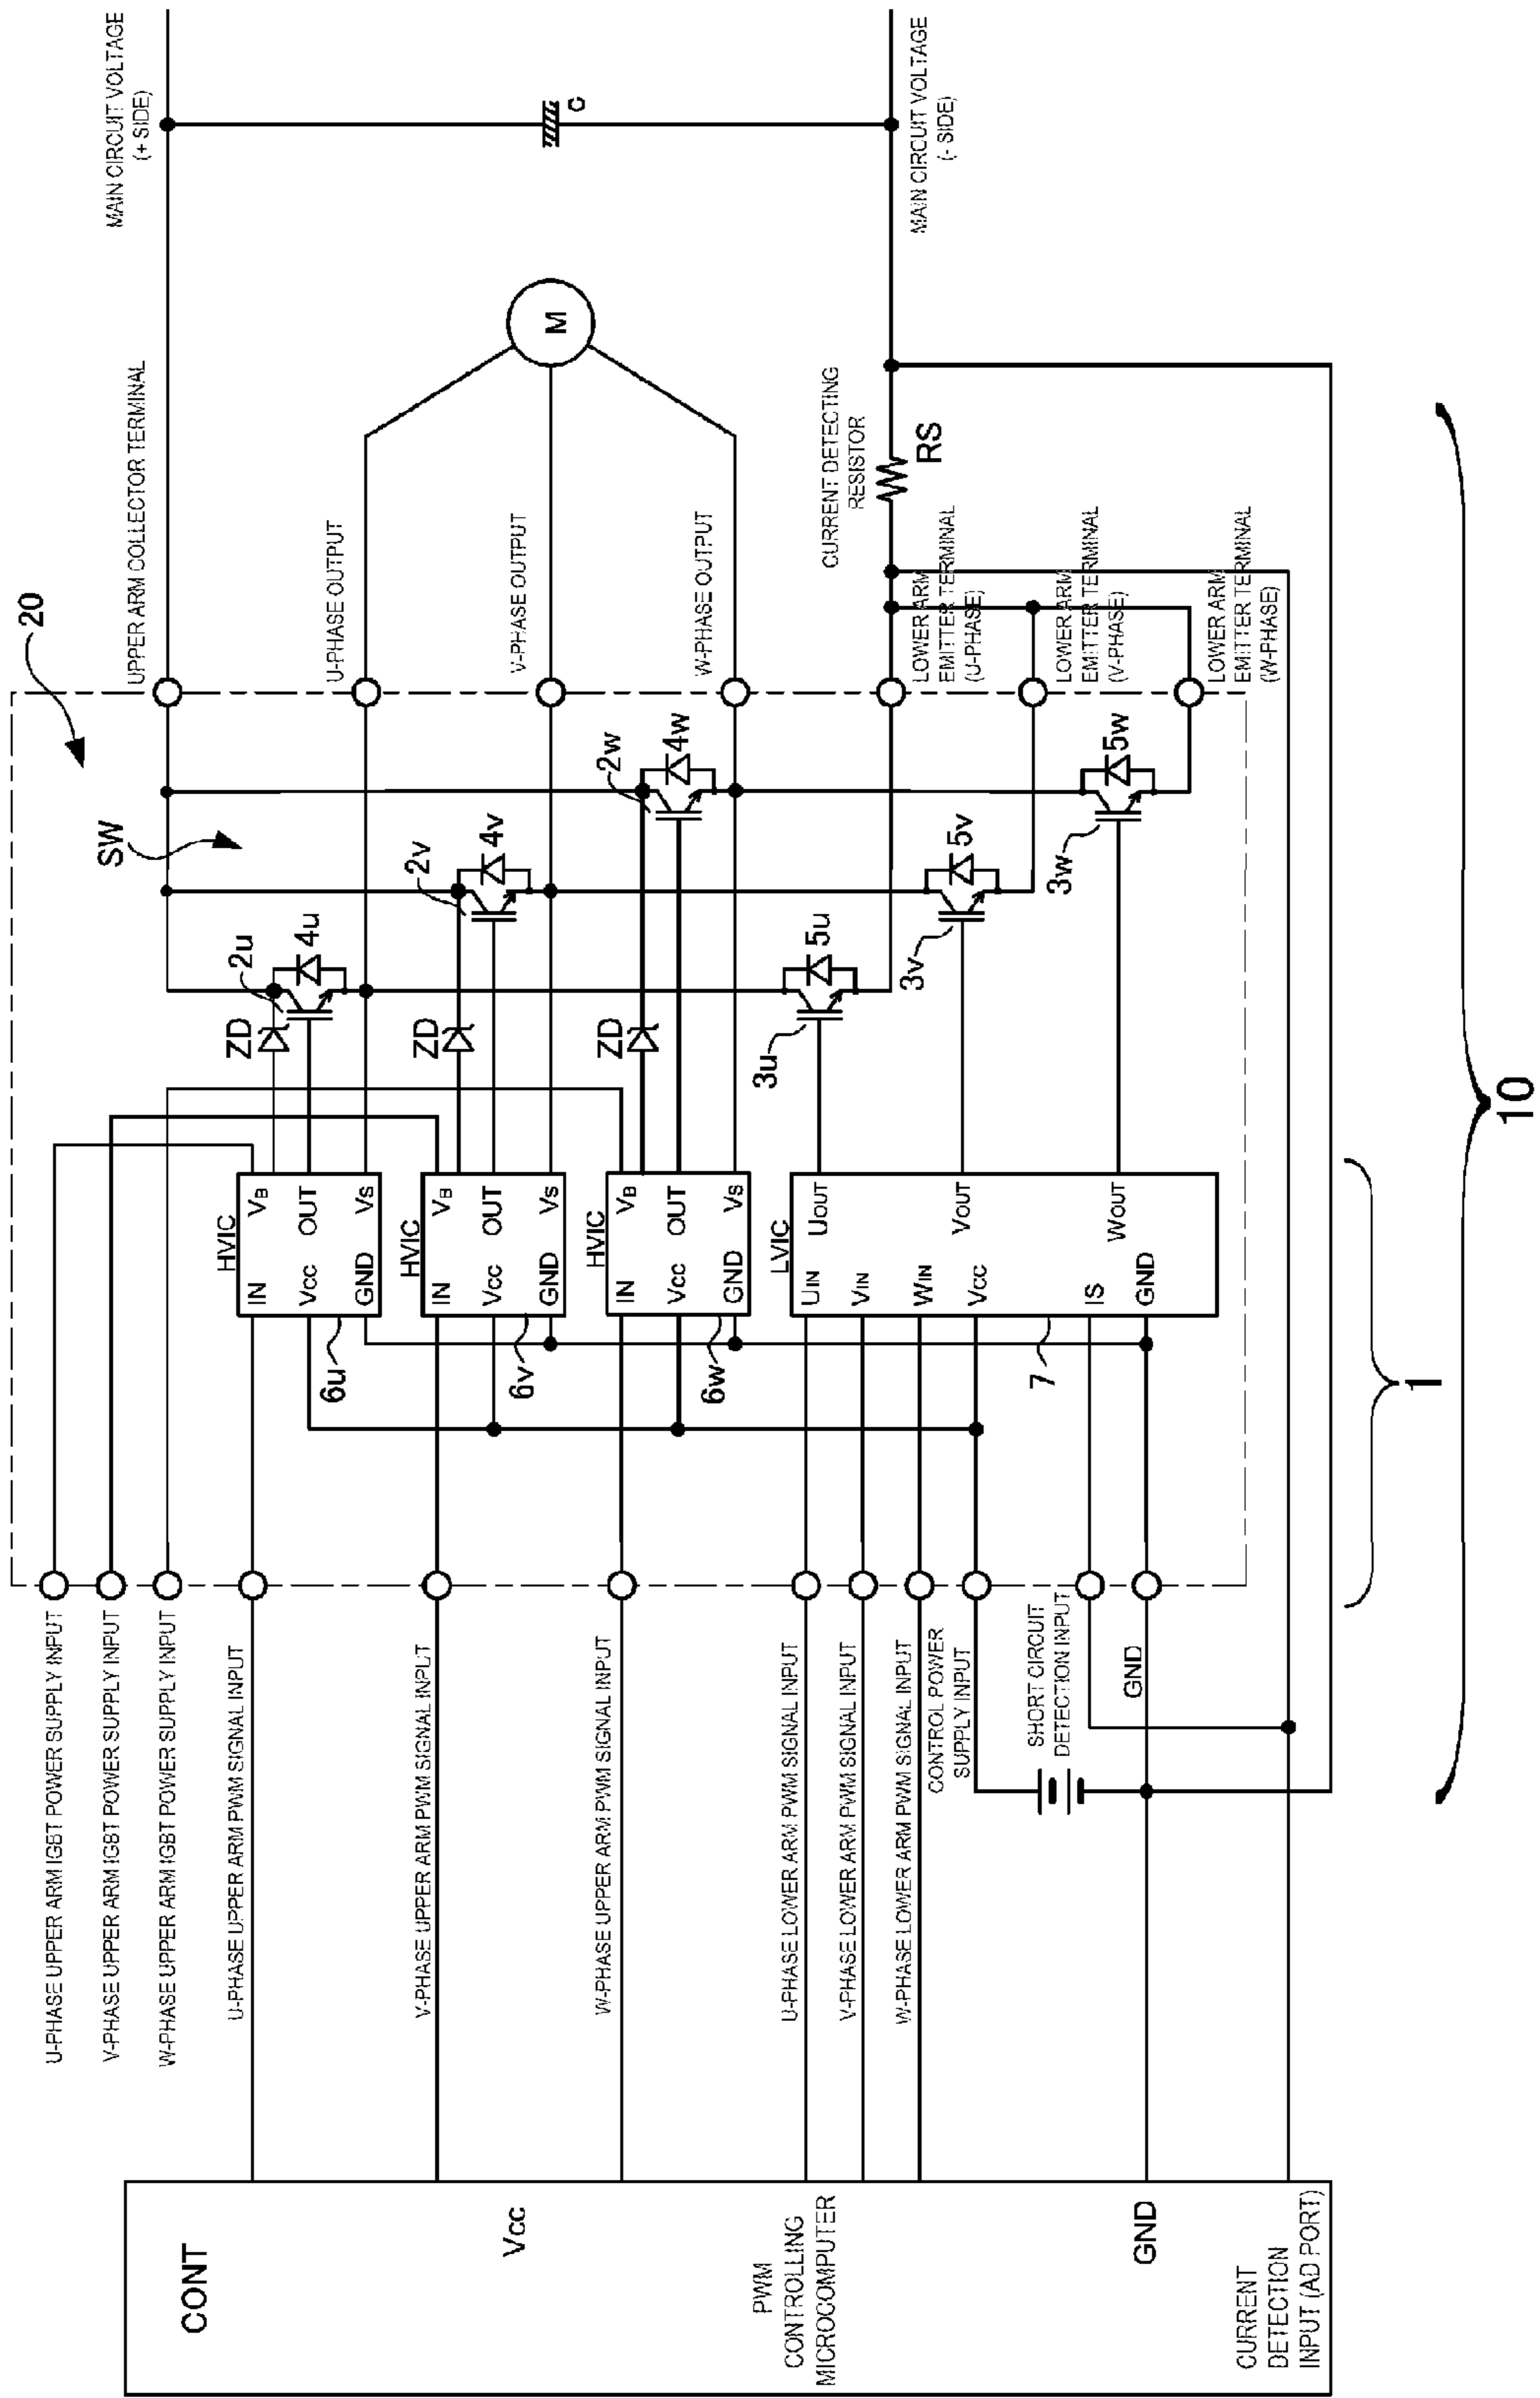 CONT
Vcc
PWM
CONTROLLING
MICROCOMPUTER
GND
CURRENT
DETECTION
INPUT (AD PORT)
U-PHASE UPPER ARM IGBT POWER SUPPLY INPUT
V-PHASE UPPER ARM IGBT POWER SUPPLY INPUT
W-PHASE UPPER ARM IGBT POWER SUPPLY INPUT
U-PHASE UPPER ARM PWM SIGNAL INPUT
V-PHASE UPPER ARM PWM SIGNAL INPUT
W-PHASE UPPER ARM PWM SIGNAL INPUT
U-PHASE LOWER ARM PWM SIGNAL INPUT
V-PHASE LOWER ARM PWM SIGNAL INPUT
W-PHASE LOWER ARM PWM SIGNAL INPUT
CONTROL POWER
SUPPLY INPUT
SHORT CIRCUIT
DETECTION INPUT
GND
HVIC
IN VB
VCC OUT
GND VS
6u
HVIC
IN VB
VCC OUT
GND VS
6v
HVIC
IN VB
VCC OUT
GND VS
6w
LVIC
UIN UOUT
VIN
WIN VOUT
VCC
IS WOUT
GND
7
ZD
ZD
ZD
2u
4u
2v
4v
2w
4w
3u
5u
3v
5v
3w
5w
SW
20
UPPER ARM COLLECTOR TERMINAL
U-PHASE OUTPUT
V-PHASE OUTPUT
W-PHASE OUTPUT
CURRENT DETECTING
RESISTOR
RS
LOWER ARM
EMITTER TERMINAL
(U-PHASE)
LOWER ARM
EMITTER TERMINAL
(V-PHASE)
LOWER ARM
EMITTER TERMINAL
(W-PHASE)
M
MAIN CIRCUIT VOLTAGE
(+ SIDE)
C
MAIN CIRCUIT VOLTAGE
(- SIDE)
1
10